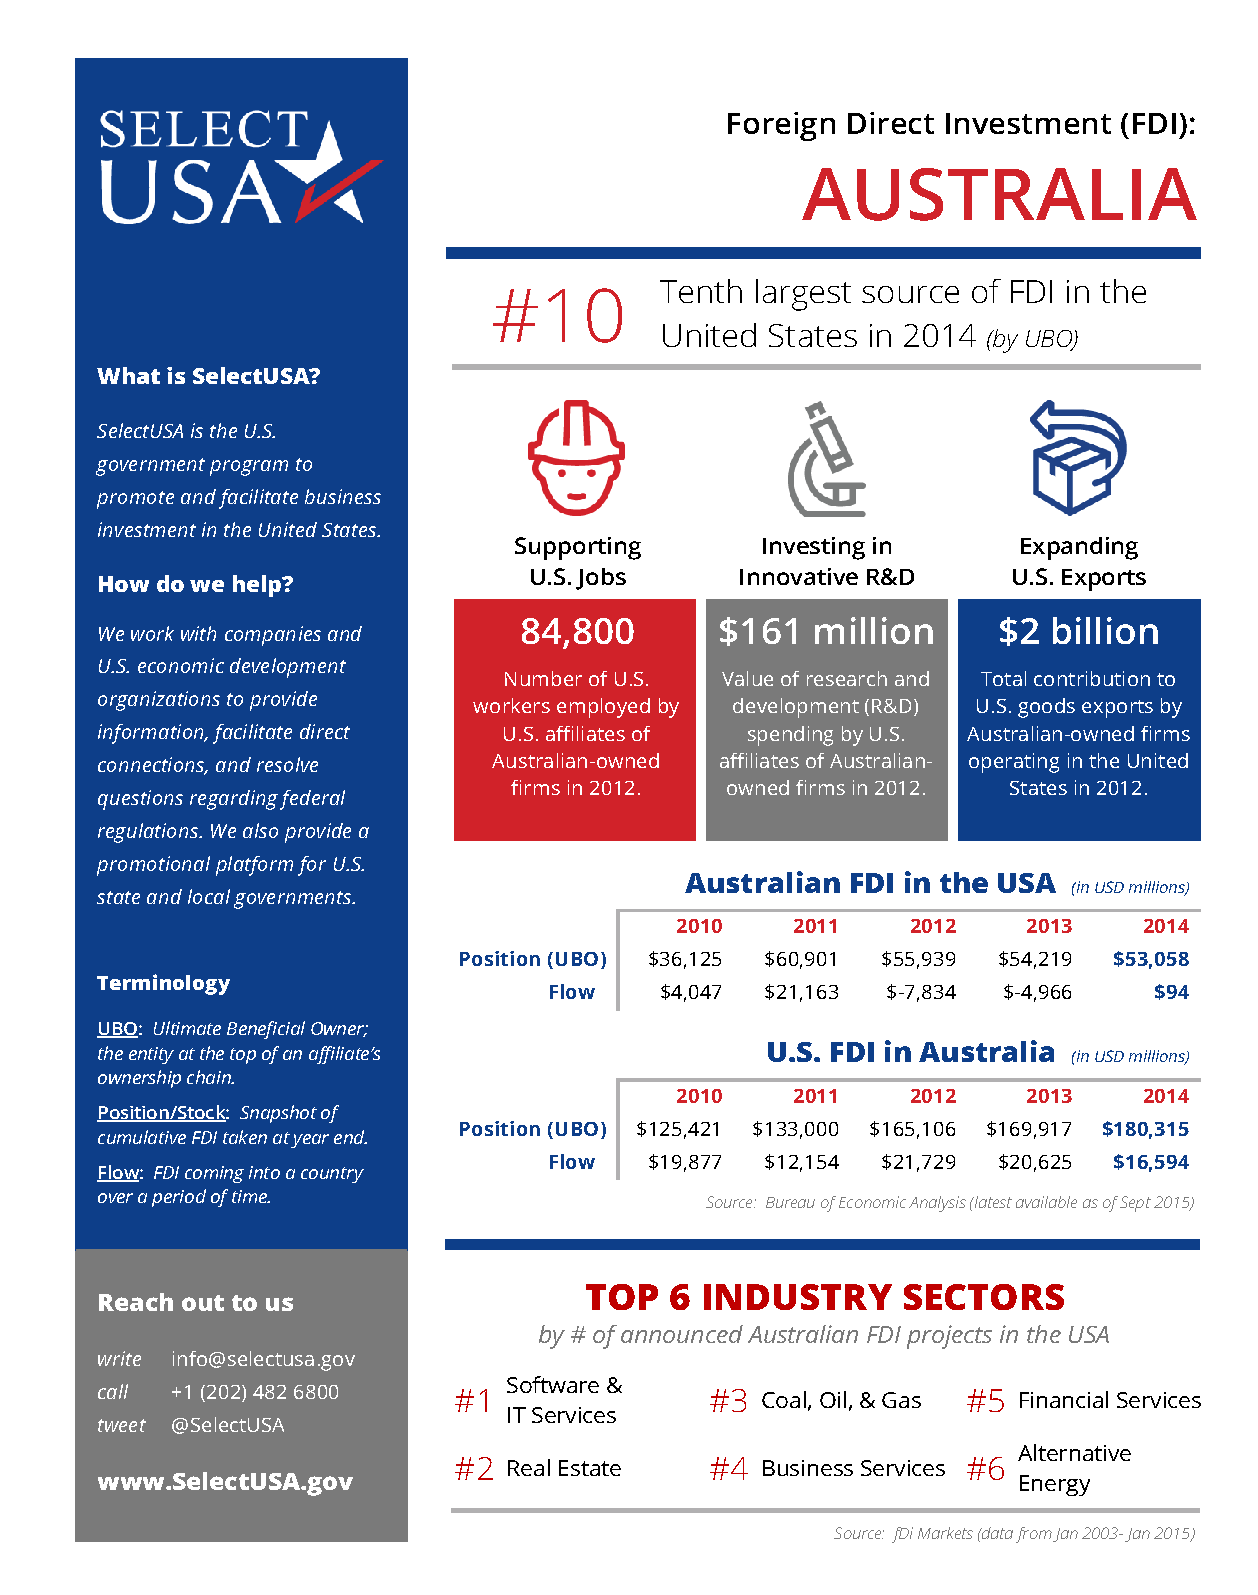 SELECT
USA
What is SelectUSA?
SelectUSA is the U.S.
government program to
promote and facilitate business
investment in the United States.
How do we help?
We work with companies and
U.S. economic development
organizations to provide
information, facilitate direct
connections, and resolve
questions regarding federal
regulations. We also provide a
promotional platform for U.S.
state and local governments.
Terminology
UBO: Ultimate Beneficial Owner;
the entity at the top of an affiliate's
ownership chain.
Position/Stock: Snapshot of
cumulative FDI taken at year end.
Flow: FDI coming into a country
over a period of time.
Reach out to us
write info@selectusa.gov
call +1 (202) 482 6800
tweet @SelectUSA
www.SelectUSA.gov
Foreign Direct Investment (FDI):
AUSTRALIA
#10
Tenth largest source of FDI in the
United States in 2014 (by UBO)
Supporting
U.S. Jobs
84,800
Number of U.S.
workers employed by
U.S. affiliates of
Australian-owned
firms in 2012.
Investing in
Innovative R&D
$161 million
Value of research and
development (R&D)
spending by U.S.
affiliates of Australian-
owned firms in 2012.
Expanding
U.S. Exports
$2 billion
Total contribution to
U.S. goods exports by
Australian-owned firms
operating in the United
States in 2012.
Australian FDI in the USA (in USD millions)
2010 2011 2012 2013 2014
Position (UBO) $36,125 $60,901 $55,939 $54,219 $53,058
Flow $4,047 $21,163 $-7,834 $-4,966 $94
U.S. FDI in Australia (in USD millions)
2010 2011 2012 2013 2014
Position (UBO) $125,421 $133,000 $165,106 $169,917 $180,315
Flow $19,877 $12,154 $21,729 $20,625 $16,594
Source: Bureau of Economic Analysis (latest available as of Sept 2015)
TOP 6 INDUSTRY SECTORS
by # of announced Australian FDI projects in the USA
#1 Software &
IT Services
#2 Real Estate
#3 Coal, Oil, & Gas
#4 Business Services
#5 Financial Services
#6 Alternative
Energy
Source: fDi Markets (data from Jan 2003- Jan 2015)